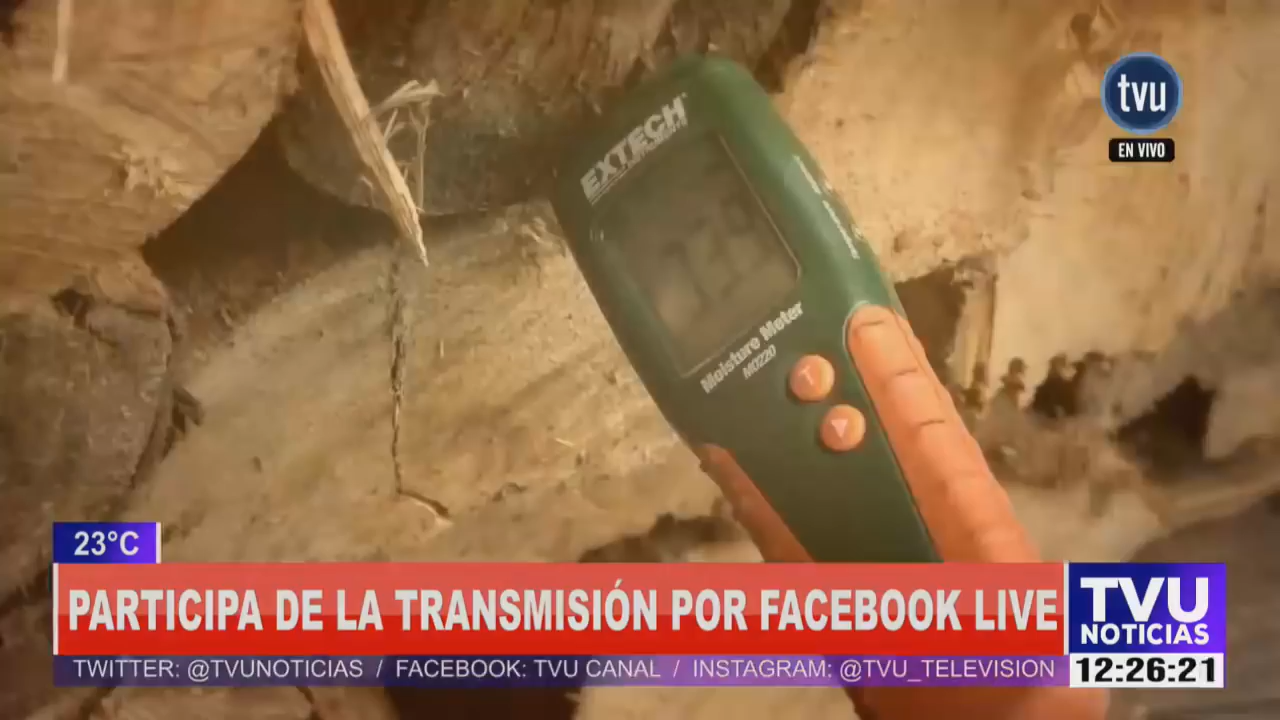 tvu
EN VIVO
EXTECH
Moisture Meter
MO220
23°C
PARTICIPA DE LA TRANSMISIÓN POR FACEBOOK LIVE
TVU
NOTICIAS
TWITTER: @TVUNOTICIAS / FACEBOOK: TVU CANAL / INSTAGRAM: @TVU_TELEVISION
12:26:21